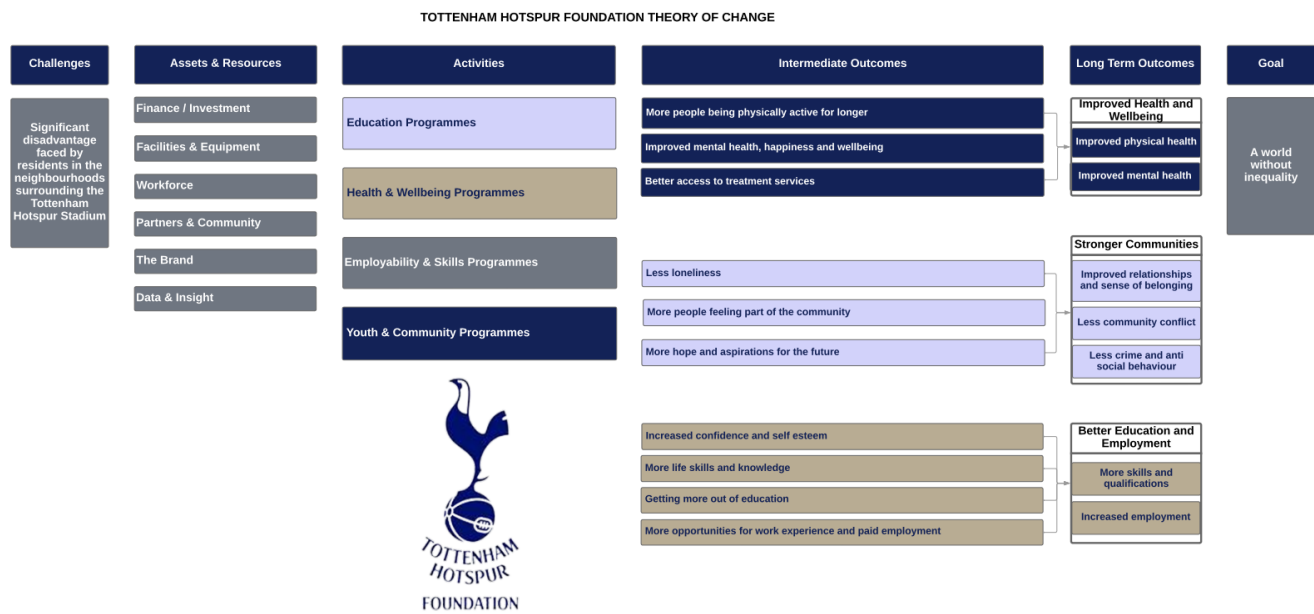 TOTTENHAM HOTSPUR FOUNDATION THEORY OF CHANGE
Challenges
Assets & Resources
Activities
Intermediate Outcomes
Long Term Outcomes
Goal
Significant
disadvantage
faced by
residents in the
neighbourhoods
surrounding the
Tottenham
Hotspur Stadium
Finance / Investment
Facilities & Equipment
Workforce
Partners & Community
The Brand
Data & Insight
Education Programmes
Health & Wellbeing Programmes
Employability & Skills Programmes
Youth & Community Programmes
TOTTENHAM
HOTSPUR
FOUNDATION
More people being physically active for longer
Improved mental health, happiness and wellbeing
Better access to treatment services
Less loneliness
More people feeling part of the community
More hope and aspirations for the future
Increased confidence and self esteem
More life skills and knowledge
Getting more out of education
More opportunities for work experience and paid employment
Improved Health and
Wellbeing
Improved physical health
Improved mental health
Stronger Communities
Improved relationships
and sense of belonging
Less community conflict
Less crime and anti
social behaviour
Better Education and
Employment
More skills and
qualifications
Increased employment
A world
without
inequality